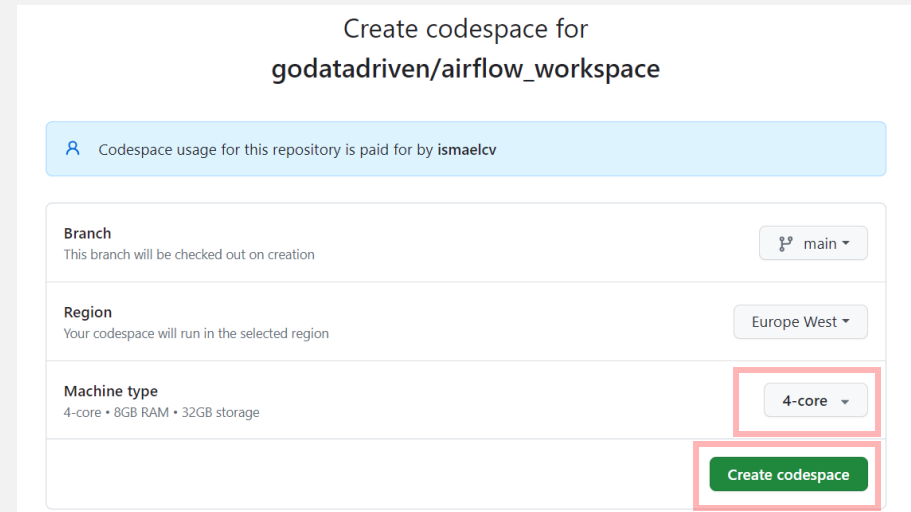 Create codespace for
godatadriven/airflow_workspace
Codespace usage for this repository is paid for by ismaelcv
Branch
This branch will be checked out on creation
main
Region
Your codespace will run in the selected region
Europe West
Machine type
4-core • 8GB RAM • 32GB storage
4-core
Create codespace